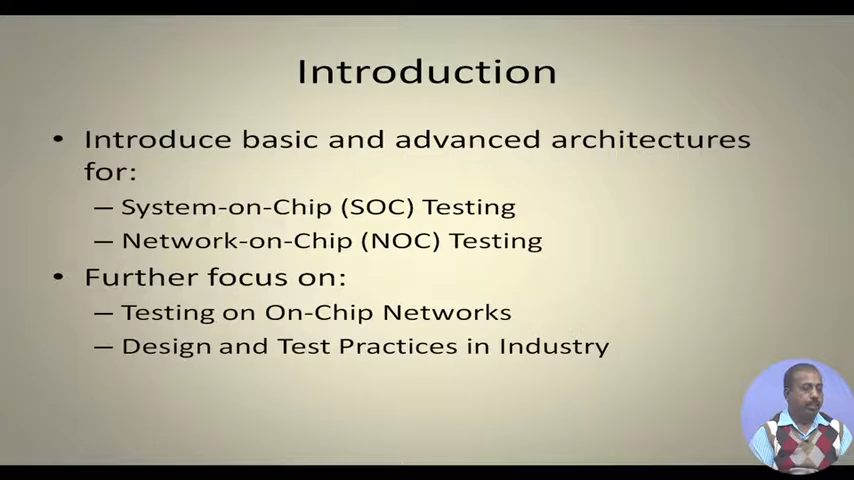 Introduction
• Introduce basic and advanced architectures
for:
– System-on-Chip (SOC) Testing
– Network-on-Chip (NOC) Testing
• Further focus on:
– Testing on On-Chip Networks
– Design and Test Practices in Industry